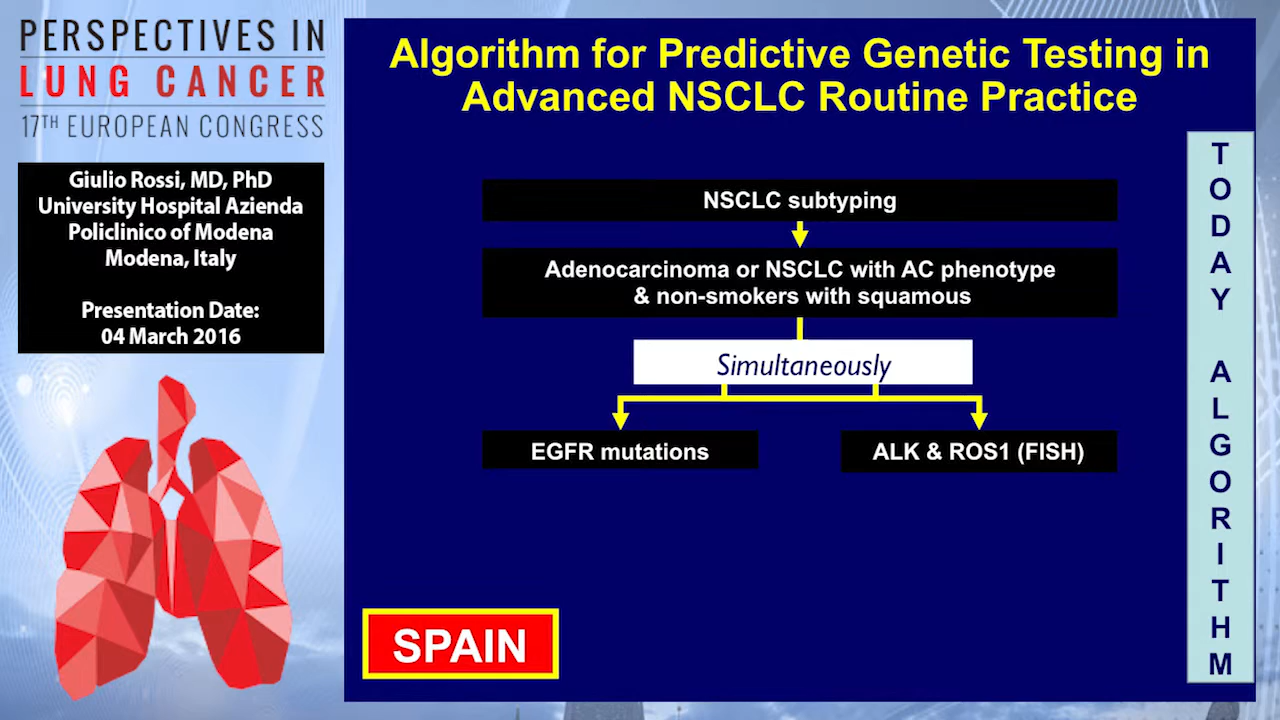 PERSPECTIVES IN
LUNG CANCER
17TH EUROPEAN CONGRESS
Giulio Rossi, MD, PhD
University Hospital Azienda
Policlinico of Modena
Modena, Italy
Presentation Date:
04 March 2016
Algorithm for Predictive Genetic Testing in
Advanced NSCLC Routine Practice
NSCLC subtyping
Adenocarcinoma or NSCLC with AC phenotype
& non-smokers with squamous
Simultaneously
EGFR mutations
ALK & ROS1 (FISH)
SPAIN
TODAY ALGORITHM